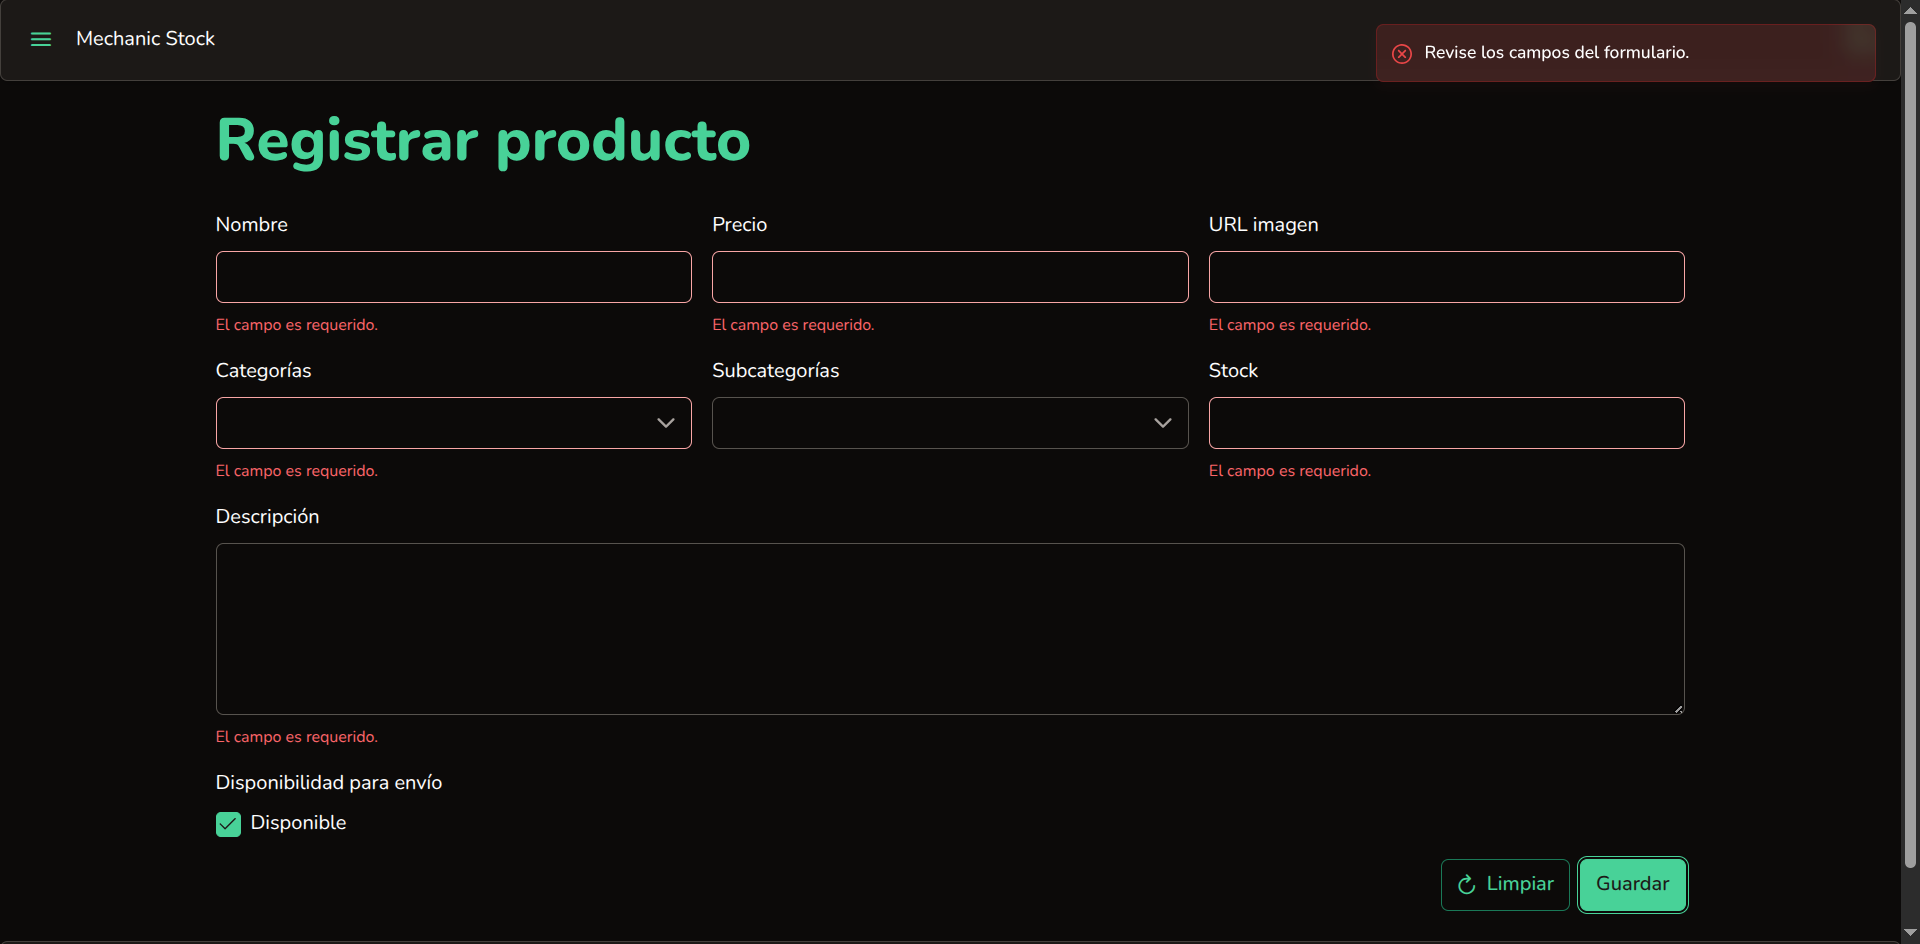 Mechanic Stock
Revise los campos del formulario.
Registrar producto
Nombre
Precio
URL imagen
El campo es requerido.
El campo es requerido.
El campo es requerido.
Categorías
Subcategorías
Stock
El campo es requerido.
El campo es requerido.
Descripción
El campo es requerido.
Disponibilidad para envío
Disponible
Limpiar
Guardar